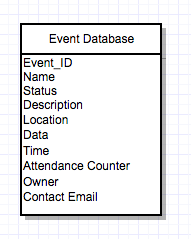 Event Database
Event_ID
Name
Status
Description
Location
Data
Time
Attendance Counter
Owner
Contact Email